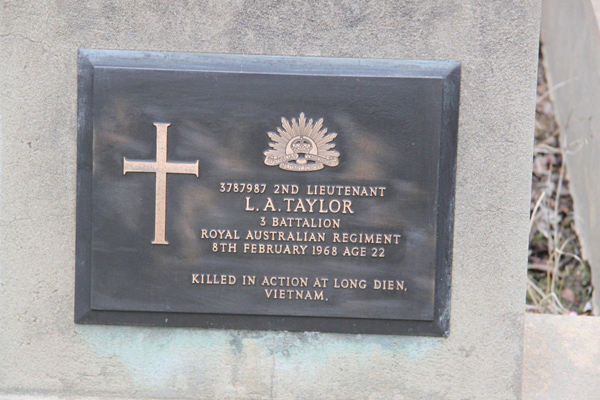 3787987 2ND LIEUTENANT
L. A. TAYLOR
3 BATTALION
ROYAL AUSTRALIAN REGIMENT
8TH FEBRUARY 1968 AGE 22
KILLED IN ACTION AT LONG DIEN,
VIETNAM.